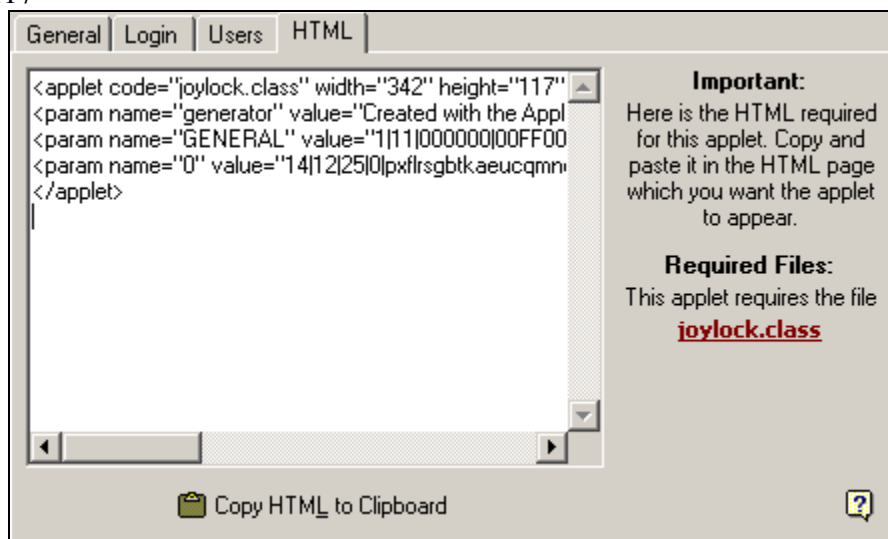 General Login Users HTML
<applet code="joylock.class" width="342" height="117"
<param name="generator" value="Created with the Appl
<param name="GENERAL" value="1|11|000000|00FF00
<param name="0" value="14|12|25|0|pxflrsgbtkaeucqmn
</applet>
Important:
Here is the HTML required
for this applet. Copy and
paste it in the HTML page
which you want the applet
to appear.
Required Files:
This applet requires the file
joylock.class
Copy HTML to Clipboard